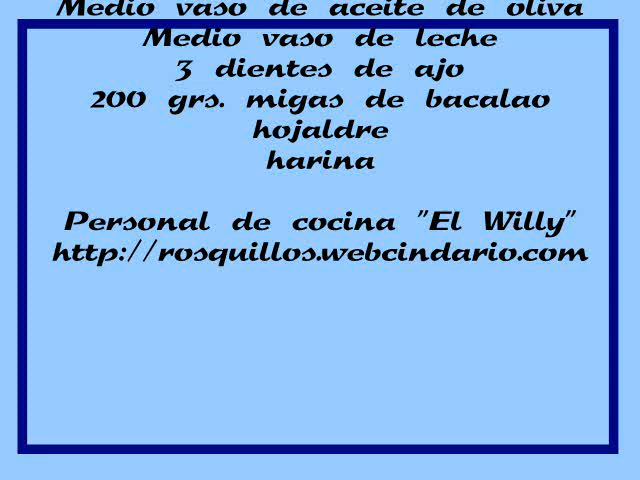 Medio vaso de aceite de oliva
Medio vaso de leche
3 dientes de ajo
200 grs. migas de bacalao
hojaldre
harina
Personal de cocina "El Willy"
http://rosquillos.webcindario.com